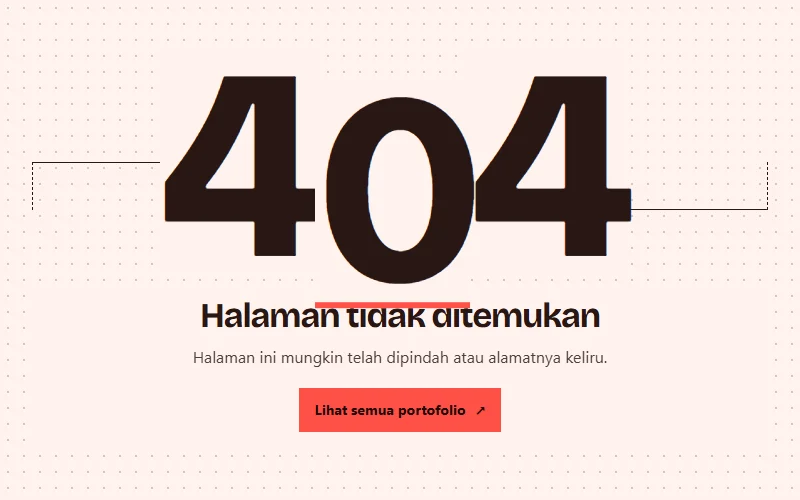 404
Halaman tidak ditemukan
Halaman ini mungkin telah dipindah atau alamatnya keliru.
Lihat semua portofolio ↗